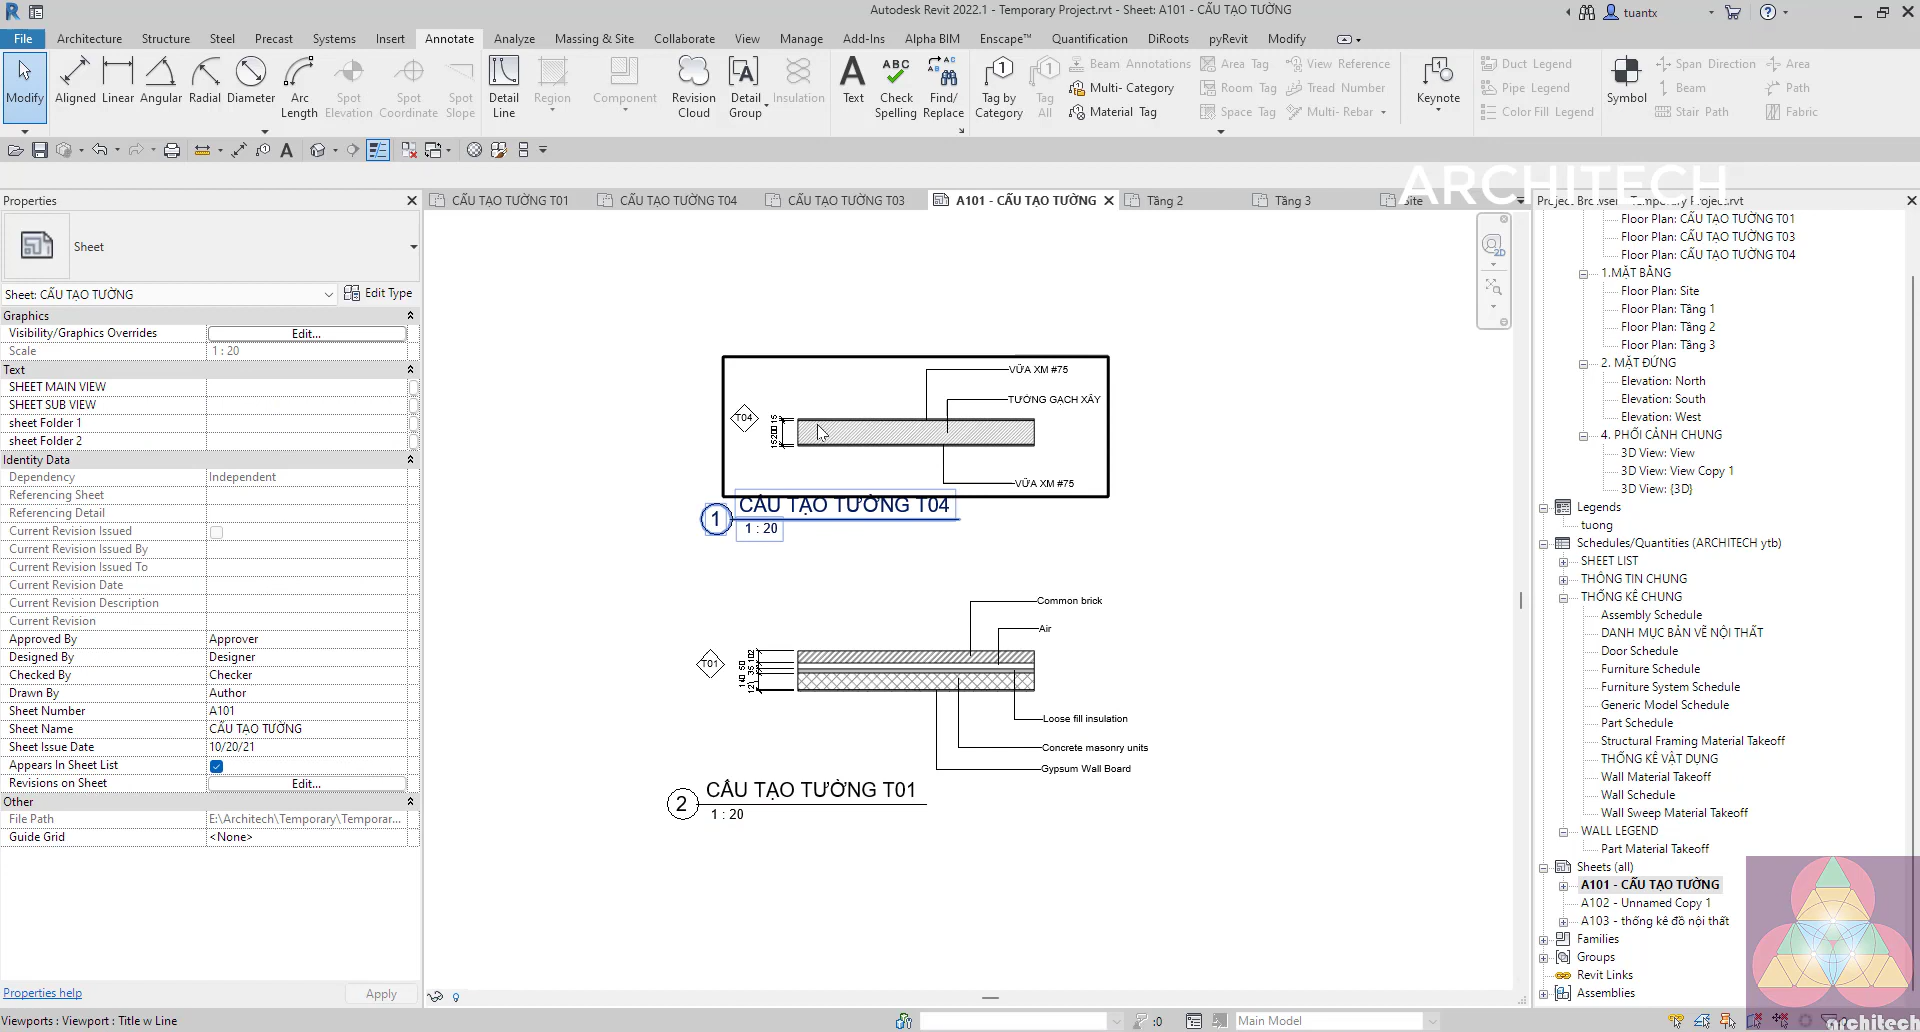 Autodesk Revit 2022.1 - Temporary Project.rvt - Sheet: A101 - CẤU TẠO TƯỜNG
tuantx
File Architecture Structure Steel Precast Systems Insert Annotate Analyze Massing & Site Collaborate View Manage Add-Ins Alpha BIM Enscape™ Quantification DiRoots pyRevit Modify
Modify Aligned Linear Angular Radial Diameter Arc Length Spot Elevation Spot Coordinate Spot Slope Detail Line Region Component Revision Cloud Detail Group Insulation Text Check Spelling Find/ Replace Tag by Category Tag All
Beam Annotations Area Tag View Reference
Multi- Category Room Tag Tread Number
Material Tag Space Tag Multi- Rebar
Keynote
Duct Legend
Pipe Legend
Color Fill Legend
Symbol
Span Direction Area
Beam Path
Stair Path Fabric
ARCHITECH
Properties
Sheet
Sheet: CẤU TẠO TƯỜNG Edit Type
Graphics
Visibility/Graphics Overrides Edit...
Scale 1 : 20
Text
SHEET MAIN VIEW
SHEET SUB VIEW
sheet Folder 1
sheet Folder 2
Identity Data
Dependency Independent
Referencing Sheet
Referencing Detail
Current Revision Issued
Current Revision Issued By
Current Revision Issued To
Current Revision Date
Current Revision Description
Current Revision
Approved By Approver
Designed By Designer
Checked By Checker
Drawn By Author
Sheet Number A101
Sheet Name CẤU TẠO TƯỜNG
Sheet Issue Date 10/20/21
Appears In Sheet List
Revisions on Sheet Edit...
Other
File Path E:\Architech\Temporary\Temporar...
Guide Grid <None>
Properties help Apply
CẤU TẠO TƯỜNG T01 CẤU TẠO TƯỜNG T04 CẤU TẠO TƯỜNG T03 A101 - CẤU TẠO TƯỜNG Tầng 2 Tầng 3 Site
2D
VỮA XM #75
TƯỜNG GẠCH XÂY
T04
15 200 15
VỮA XM #75
1 CẤU TẠO TƯỜNG T04
1 : 20
Common brick
Air
T01
12 140 35 50 102
Loose fill insulation
Concrete masonry units
Gypsum Wall Board
2 CẤU TẠO TƯỜNG T01
1 : 20
Project Browser - Temporary Project.rvt
Floor Plan: CẤU TẠO TƯỜNG T01
Floor Plan: CẤU TẠO TƯỜNG T03
Floor Plan: CẤU TẠO TƯỜNG T04
1.MẶT BẰNG
Floor Plan: Site
Floor Plan: Tầng 1
Floor Plan: Tầng 2
Floor Plan: Tầng 3
2. MẶT ĐỨNG
Elevation: North
Elevation: South
Elevation: West
4. PHỐI CẢNH CHUNG
3D View: View
3D View: View Copy 1
3D View: {3D}
Legends
tuong
Schedules/Quantities (ARCHITECH ytb)
SHEET LIST
THÔNG TIN CHUNG
THỐNG KÊ CHUNG
Assembly Schedule
DANH MỤC BẢN VẼ NỘI THẤT
Door Schedule
Furniture Schedule
Furniture System Schedule
Generic Model Schedule
Part Schedule
Structural Framing Material Takeoff
THỐNG KÊ VẬT DỤNG
Wall Material Takeoff
Wall Schedule
Wall Sweep Material Takeoff
WALL LEGEND
Part Material Takeoff
Sheets (all)
A101 - CẤU TẠO TƯỜNG
A102 - Unnamed Copy 1
A103 - thống kê đồ nội thất
Families
Groups
Revit Links
Assemblies
Viewports : Viewport : Title w Line :0 Main Model
architech